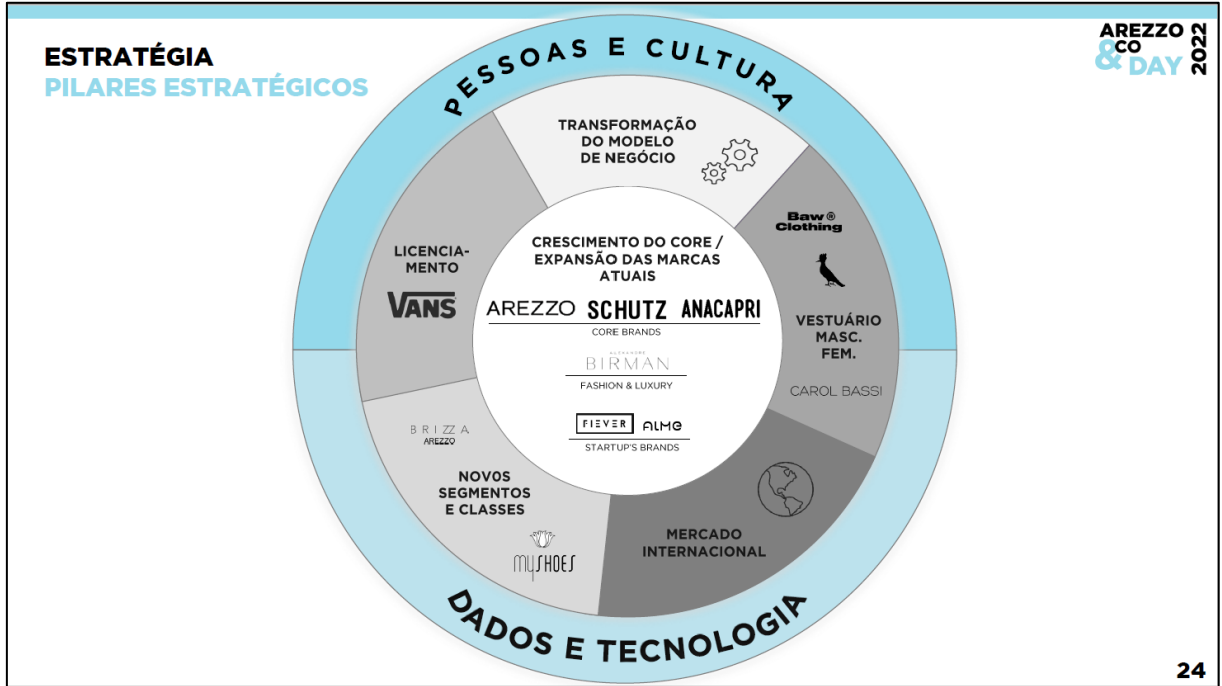 ESTRATÉGIA
PILARES ESTRATÉGICOS
AREZZO
&CO
DAY
2022
PESSOAS E CULTURA
TRANSFORMAÇÃO
DO MODELO
DE NEGÓCIO
Baw ®
Clothing
VESTUÁRIO
MASC.
FEM.
CAROL BASSI
LICENCIA-
MENTO
VANS
CRESCIMENTO DO CORE /
EXPANSÃO DAS MARCAS
ATUAIS
AREZZO SCHUTZ ANACAPRI
CORE BRANDS
ALEXANDRE
BIRMAN
FASHION & LUXURY
FIEVER ALME
STARTUP'S BRANDS
BRIZZA
AREZZO
NOV0S
SEGMENTOS
E CLASSES
MYSHOES
MERCADO
INTERNACIONAL
DADOS E TECNOLOGIA
24